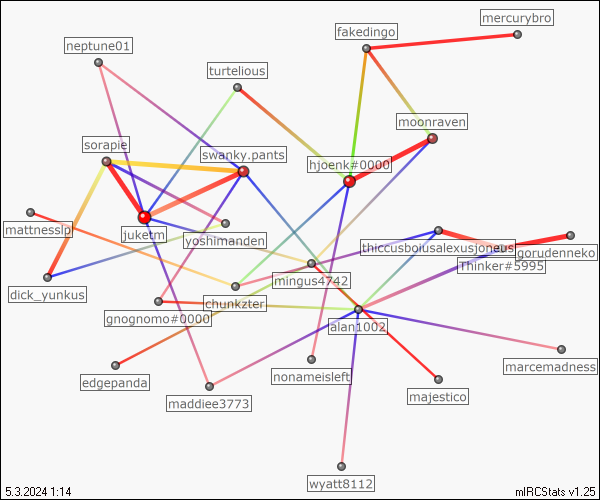 mercurybro
fakedingo
neptune01
turtelious
moonraven
sorapie
swanky.pants
hjoenk#0000
mattnesslp
juketm
yoshimanden
thiccusboiusalexusjoneus
gorudenneko
Thinker#5995
mingus4742
dick_yunkus
chunkzter
gnognomo#0000
alan1002
marcemadness
edgepanda
nonameisleft
maddiee3773
majestico
wyatt8112
5.3.2024 1:14
mIRCStats v1.25